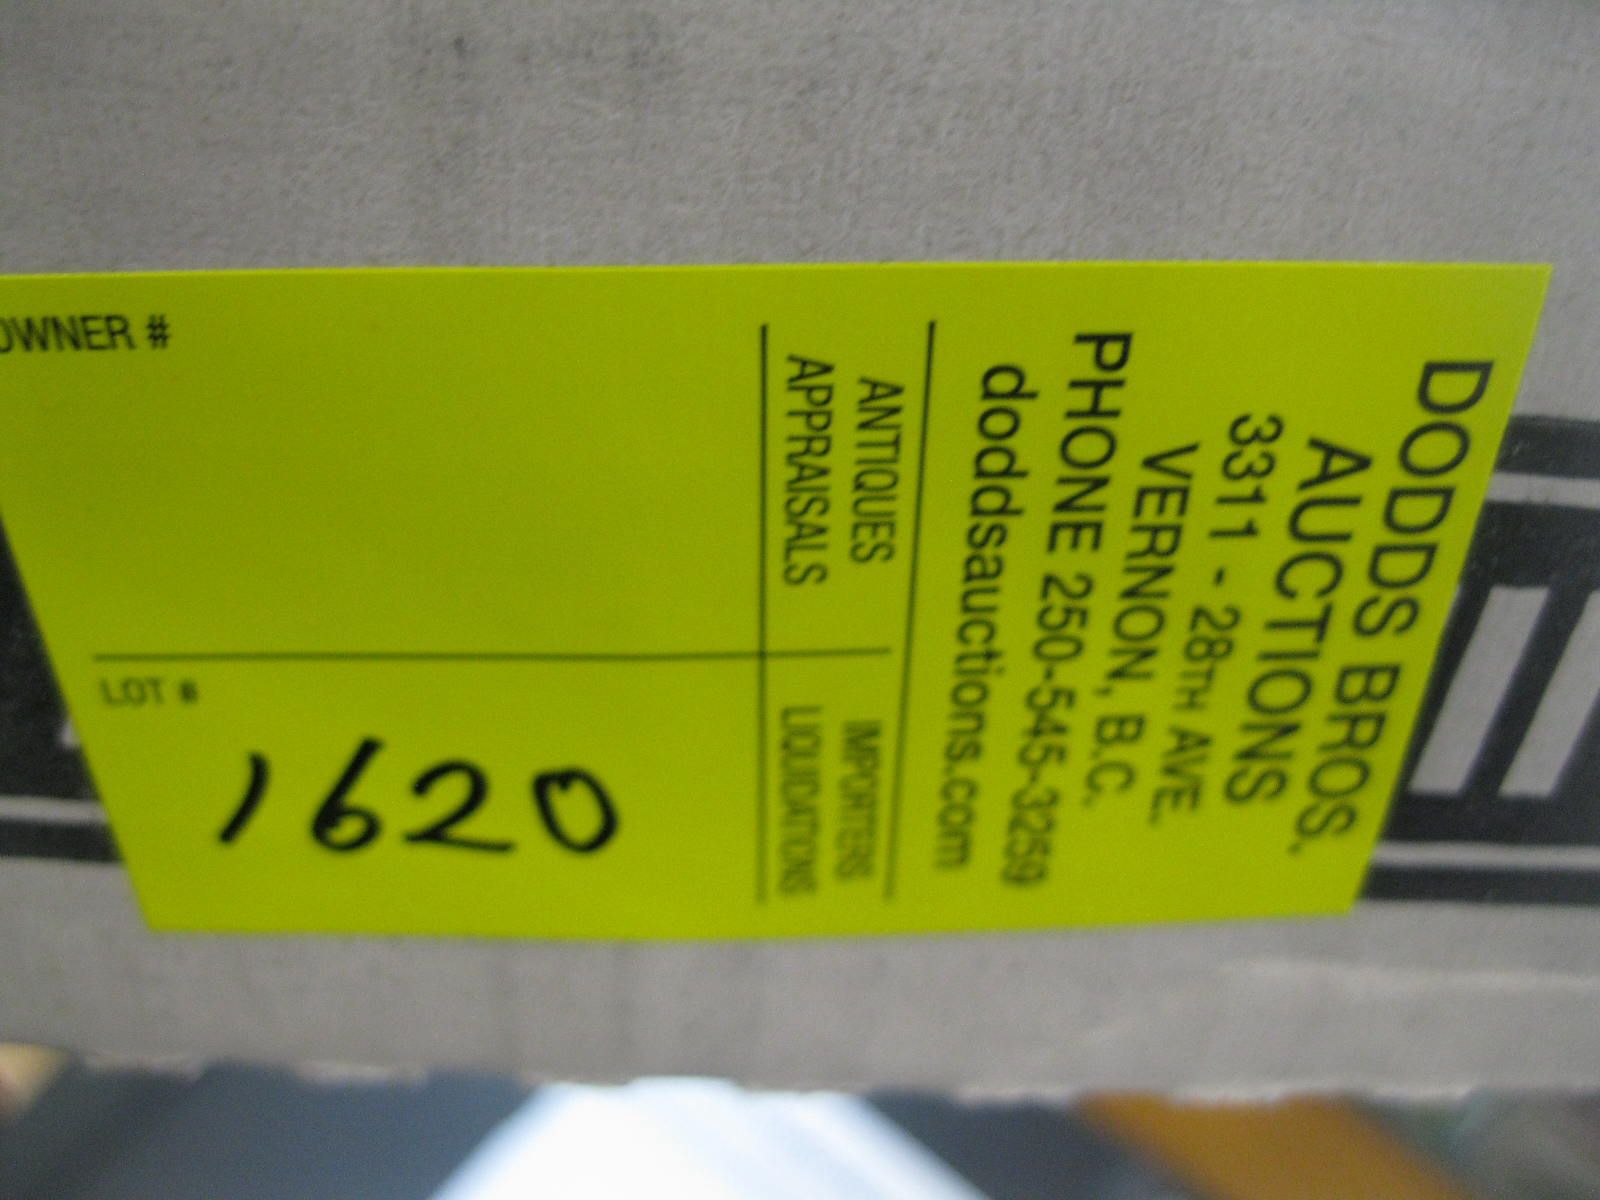 DODDS BROS.
AUCTIONS
3311 - 28TH AVE.
VERNON, B.C.
PHONE 250-545-3259
doddsauctions.com
ANTIQUES
APPRAISALS
IMPORTERS
LIQUIDATIONS
OWNER #
LOT #
1620